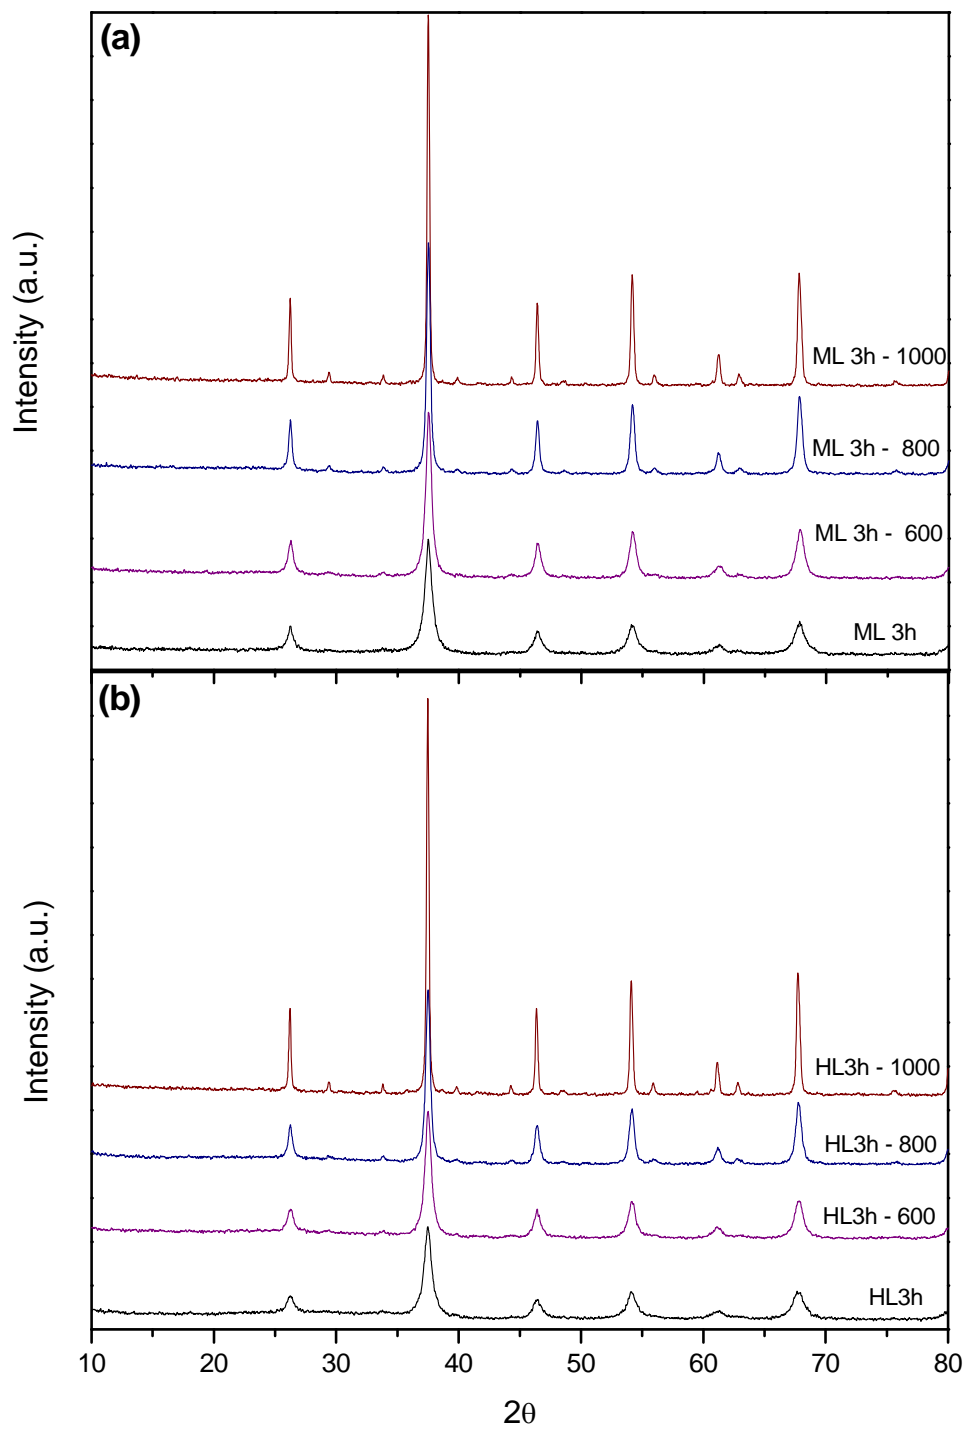 (a)
Intensity (a.u.)
ML 3h - 1000
ML 3h - 800
ML 3h - 600
ML 3h
(b)
Intensity (a.u.)
HL3h - 1000
HL3h - 800
HL3h - 600
HL3h
10 20 30 40 50 60 70 80
2θ